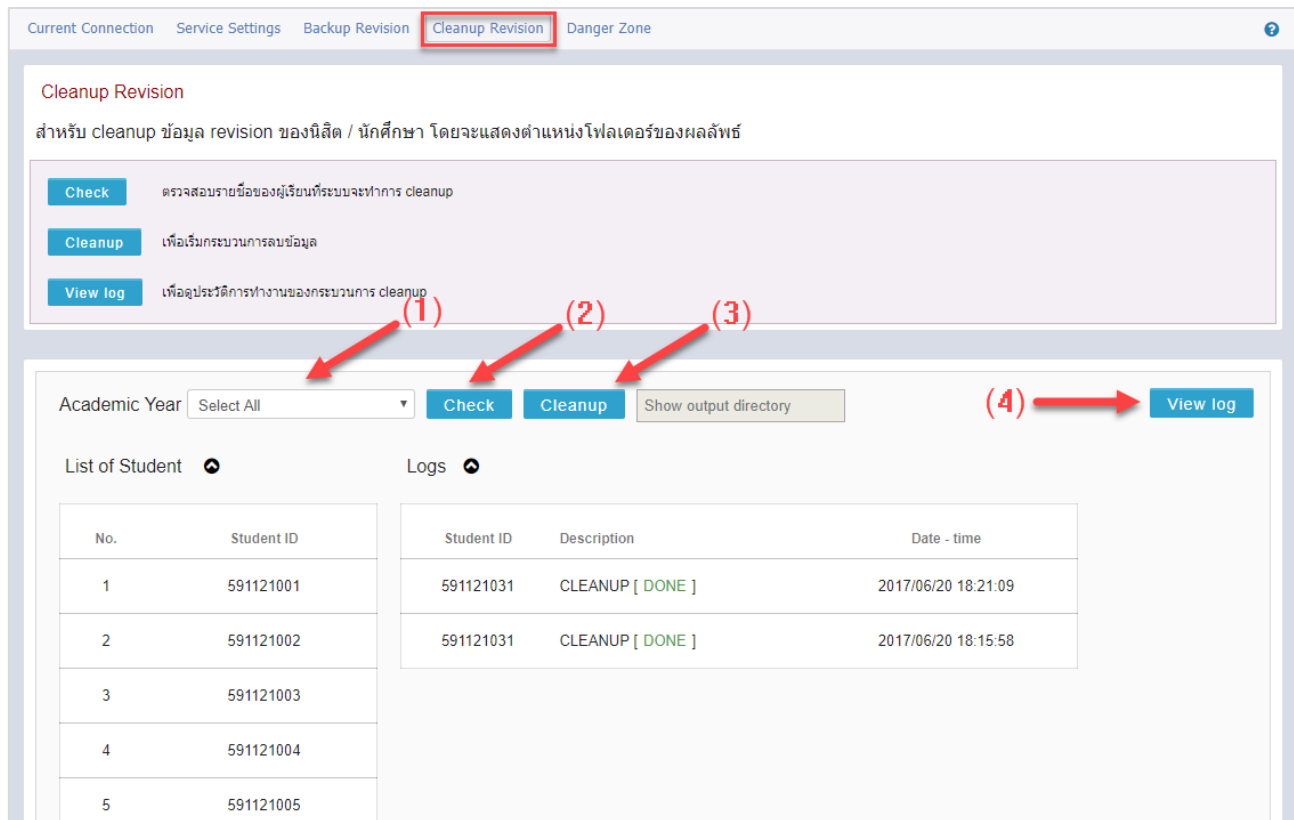 Current Connection Service Settings Backup Revision Cleanup Revision Danger Zone ?
Cleanup Revision
สำหรับ cleanup ข้อมูล revision ของนิสิต / นักศึกษา โดยจะแสดงตำแหน่งโฟลเดอร์ของผลลัพธ์
Check ตรวจสอบรายชื่อของผู้เรียนที่ระบบจะทำการ cleanup
Cleanup เพื่อเริ่มกระบวนการลบข้อมูล
View log เพื่อดูประวัติการทำงานของกระบวนการ cleanup
(1) (2) (3)
Academic Year Select All Check Cleanup Show output directory (4) View log
List of Student Logs
No. Student ID Student ID Description Date - time
1 591121001 591121031 CLEANUP [ DONE ] 2017/06/20 18:21:09
2 591121002 591121031 CLEANUP [ DONE ] 2017/06/20 18:15:58
3 591121003
4 591121004
5 591121005